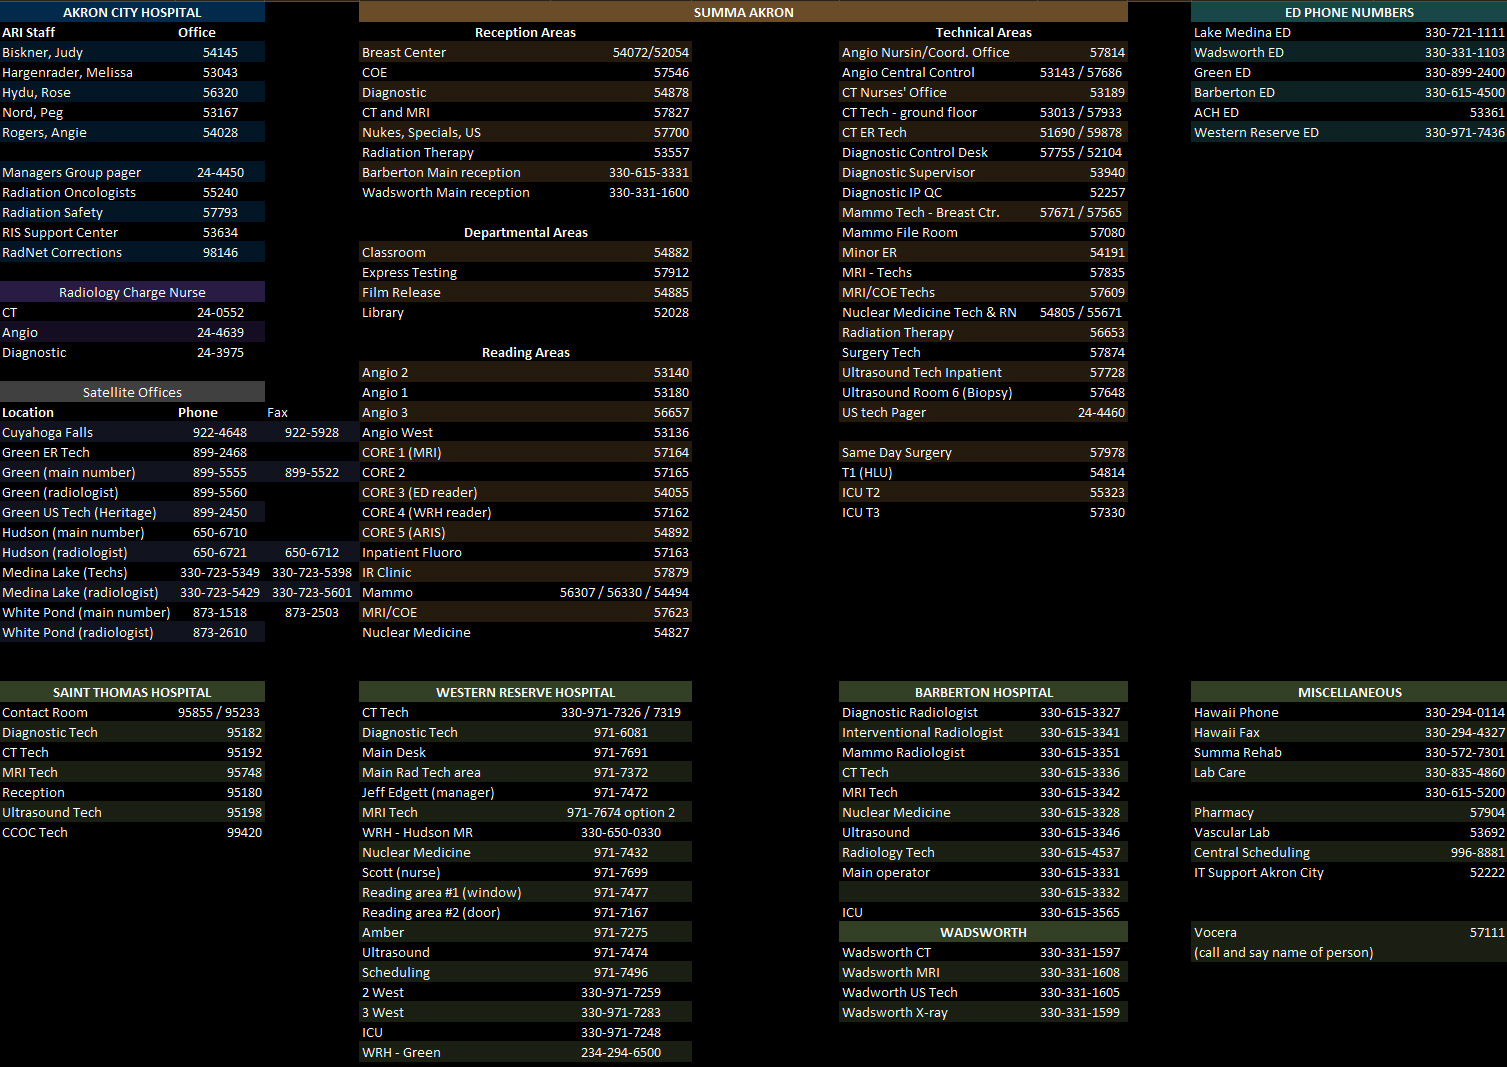 AKRON CITY HOSPITAL
ARI Staff Office
Biskner, Judy 54145
Hargenrader, Melissa 53043
Hydu, Rose 56320
Nord, Peg 53167
Rogers, Angie 54028
Managers Group pager 24-4450
Radiation Oncologists 55240
Radiation Safety 57793
RIS Support Center 53634
RadNet Corrections 98146
Radiology Charge Nurse
CT 24-0552
Angio 24-4639
Diagnostic 24-3975
Satellite Offices
Location Phone Fax
Cuyahoga Falls 922-4648 922-5928
Green ER Tech 899-2468
Green (main number) 899-5555 899-5522
Green (radiologist) 899-5560
Green US Tech (Heritage) 899-2450
Hudson (main number) 650-6710
Hudson (radiologist) 650-6721 650-6712
Medina Lake (Techs) 330-723-5349 330-723-5398
Medina Lake (radiologist) 330-723-5429 330-723-5601
White Pond (main number) 873-1518 873-2503
White Pond (radiologist) 873-2610
SUMMA AKRON
Reception Areas
Breast Center 54072/52054
COE 57546
Diagnostic 54878
CT and MRI 57827
Nukes, Specials, US 57700
Radiation Therapy 53557
Barberton Main reception 330-615-3331
Wadsworth Main reception 330-331-1600
Departmental Areas
Classroom 54882
Express Testing 57912
Film Release 54885
Library 52028
Reading Areas
Angio 2 53140
Angio 1 53180
Angio 3 56657
Angio West 53136
CORE 1 (MRI) 57164
CORE 2 57165
CORE 3 (ED reader) 54055
CORE 4 (WRH reader) 57162
CORE 5 (ARIS) 54892
Inpatient Fluoro 57163
IR Clinic 57879
Mammo 56307 / 56330 / 54494
MRI/COE 57623
Nuclear Medicine 54827
Technical Areas
Angio Nursin/Coord. Office 57814
Angio Central Control 53143 / 57686
CT Nurses' Office 53189
CT Tech - ground floor 53013 / 57933
CT ER Tech 51690 / 59878
Diagnostic Control Desk 57755 / 52104
Diagnostic Supervisor 53940
Diagnostic IP QC 52257
Mammo Tech - Breast Ctr. 57671 / 57565
Mammo File Room 57080
Minor ER 54191
MRI - Techs 57835
MRI/COE Techs 57609
Nuclear Medicine Tech & RN 54805 / 55671
Radiation Therapy 56653
Surgery Tech 57874
Ultrasound Tech Inpatient 57728
Ultrasound Room 6 (Biopsy) 57648
US tech Pager 24-4460
Same Day Surgery 57978
T1 (HLU) 54814
ICU T2 55323
ICU T3 57330
ED PHONE NUMBERS
Lake Medina ED 330-721-1111
Wadsworth ED 330-331-1103
Green ED 330-899-2400
Barberton ED 330-615-4500
ACH ED 53361
Western Reserve ED 330-971-7436
SAINT THOMAS HOSPITAL
Contact Room 95855 / 95233
Diagnostic Tech 95182
CT Tech 95192
MRI Tech 95748
Reception 95180
Ultrasound Tech 95198
CCOC Tech 99420
WESTERN RESERVE HOSPITAL
CT Tech 330-971-7326 / 7319
Diagnostic Tech 971-6081
Main Desk 971-7691
Main Rad Tech area 971-7372
Jeff Edgett (manager) 971-7472
MRI Tech 971-7674 option 2
WRH - Hudson MR 330-650-0330
Nuclear Medicine 971-7432
Scott (nurse) 971-7699
Reading area #1 (window) 971-7477
Reading area #2 (door) 971-7167
Amber 971-7275
Ultrasound 971-7474
Scheduling 971-7496
2 West 330-971-7259
3 West 330-971-7283
ICU 330-971-7248
WRH - Green 234-294-6500
BARBERTON HOSPITAL
Diagnostic Radiologist 330-615-3327
Interventional Radiologist 330-615-3341
Mammo Radiologist 330-615-3351
CT Tech 330-615-3336
MRI Tech 330-615-3342
Nuclear Medicine 330-615-3328
Ultrasound 330-615-3346
Radiology Tech 330-615-4537
Main operator 330-615-3331
330-615-3332
ICU 330-615-3565
WADSWORTH
Wadsworth CT 330-331-1597
Wadsworth MRI 330-331-1608
Wadworth US Tech 330-331-1605
Wadsworth X-ray 330-331-1599
MISCELLANEOUS
Hawaii Phone 330-294-0114
Hawaii Fax 330-294-4327
Summa Rehab 330-572-7301
Lab Care 330-835-4860
330-615-5200
Pharmacy 57904
Vascular Lab 53692
Central Scheduling 996-8881
IT Support Akron City 52222
Vocera 57111
(call and say name of person)